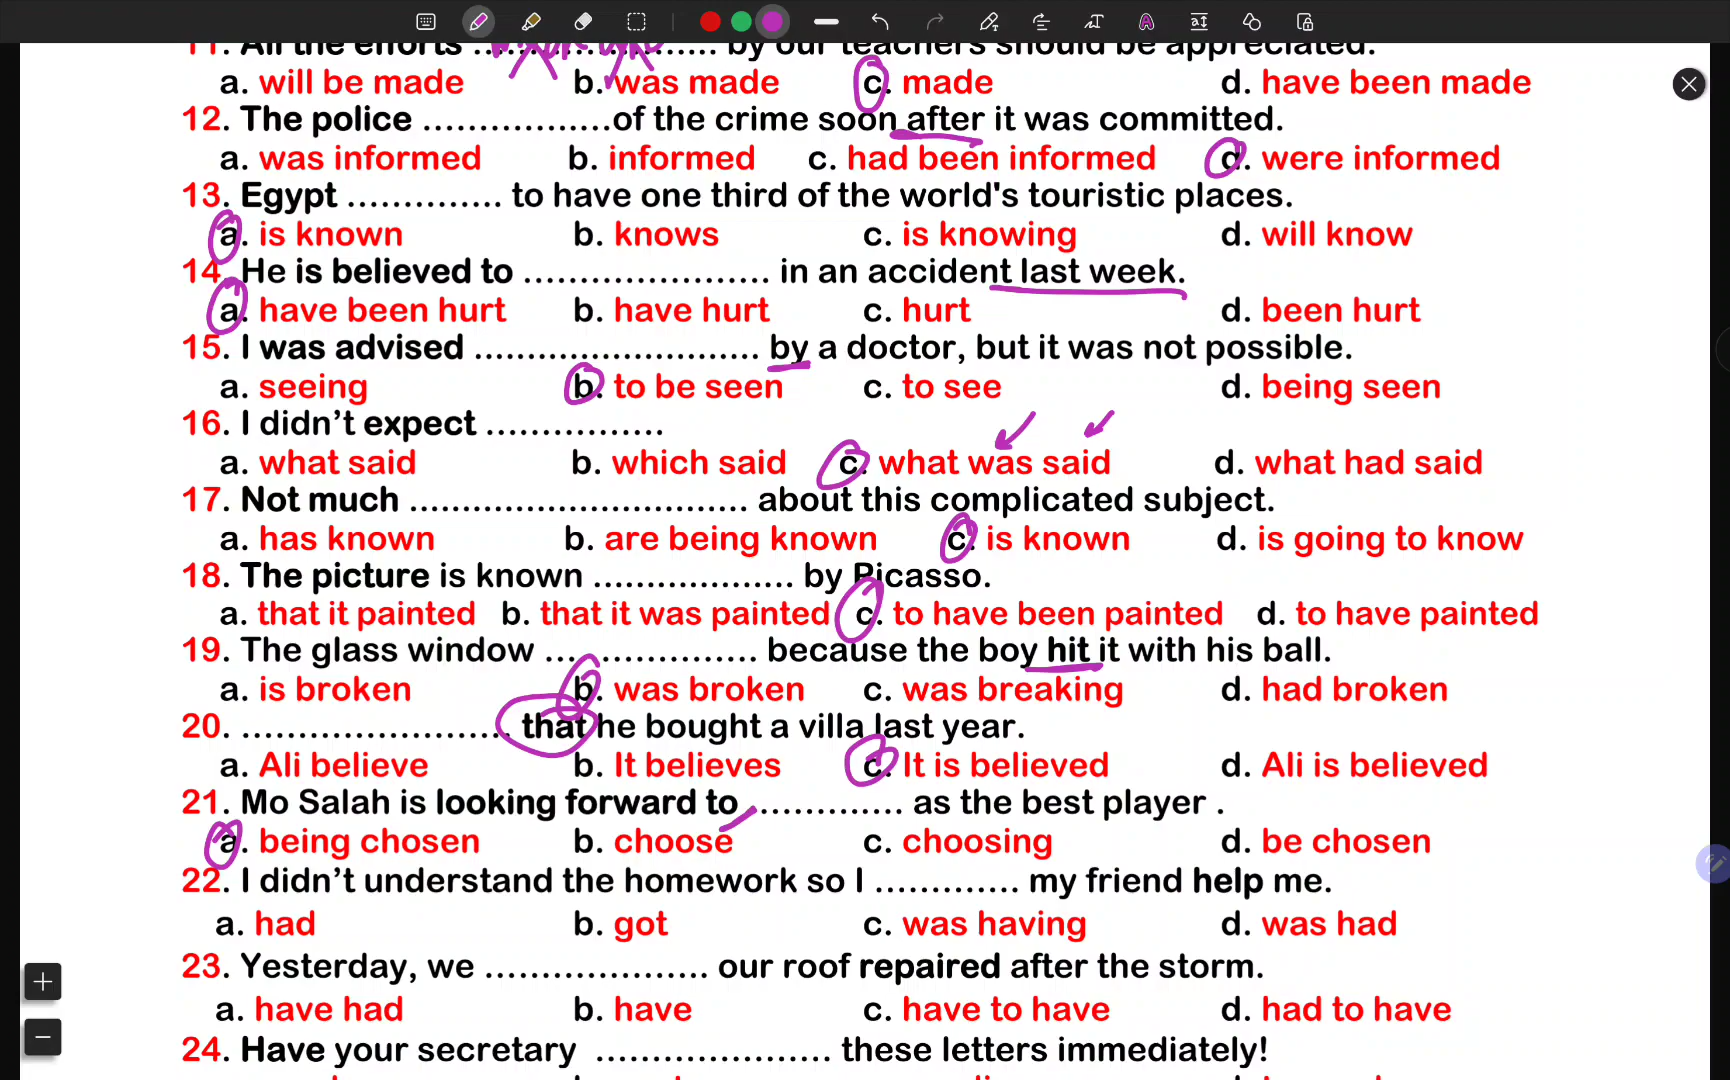 11. All the efforts ........................ by our teachers should be appreciated.
a. will be made b. was made c. made d. have been made
12. The police ..................of the crime soon after it was committed.
a. was informed b. informed c. had been informed d. were informed
13. Egypt ............... to have one third of the world's touristic places.
a. is known b. knows c. is knowing d. will know
14. He is believed to ........................ in an accident last week.
a. have been hurt b. have hurt c. hurt d. been hurt
15. I was advised ........................... by a doctor, but it was not possible.
a. seeing b. to be seen c. to see d. being seen
16. I didn’t expect .................
a. what said b. which said c. what was said d. what had said
17. Not much ................................ about this complicated subject.
a. has known b. are being known c. is known d. is going to know
18. The picture is known ................... by Picasso.
a. that it painted b. that it was painted c. to have been painted d. to have painted
19. The glass window .................... because the boy hit it with his ball.
a. is broken b. was broken c. was breaking d. had broken
20. .......................... that he bought a villa last year.
a. Ali believe b. It believes c. It is believed d. Ali is believed
21. Mo Salah is looking forward to .............. as the best player .
a. being chosen b. choose c. choosing d. be chosen
22. I didn’t understand the homework so I .............. my friend help me.
a. had b. got c. was having d. was had
23. Yesterday, we ...................... our roof repaired after the storm.
a. have had b. have c. have to have d. had to have
24. Have your secretary ....................... these letters immediately!